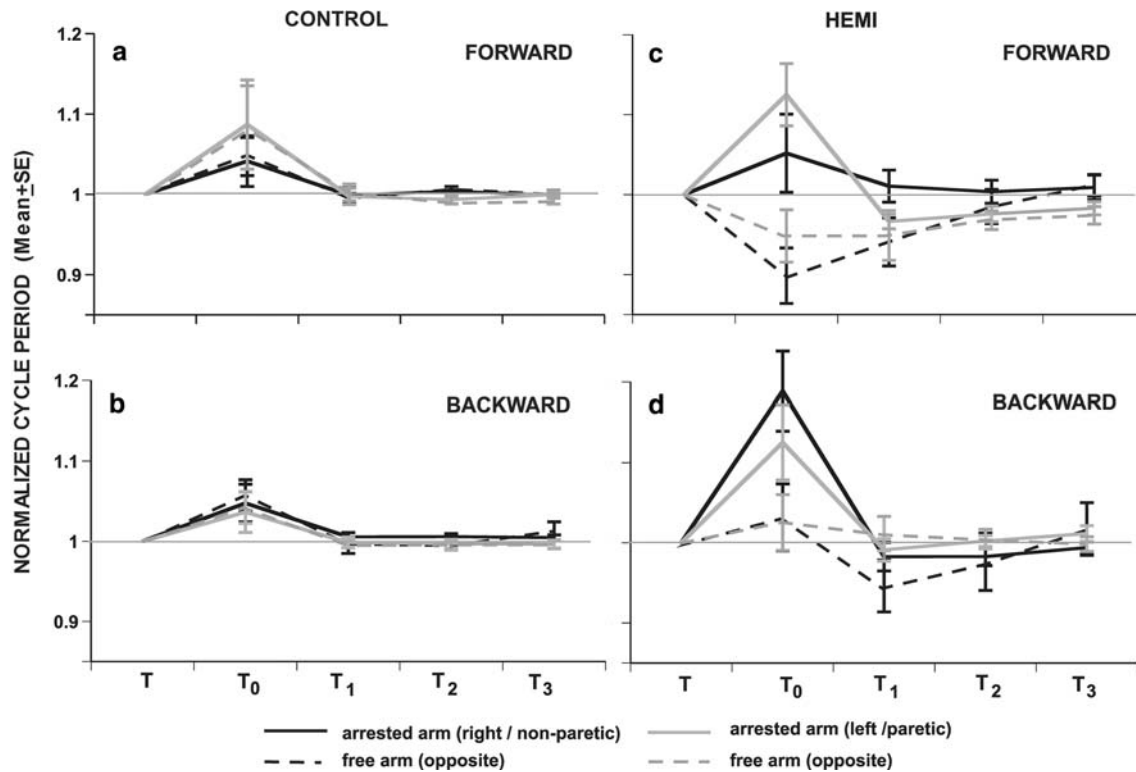 CONTROL
HEMI
a
FORWARD
1.2
1.1
1
0.9
c
FORWARD
b
BACKWARD
1.2
1.1
1
0.9
d
BACKWARD
NORMALIZED CYCLE PERIOD (Mean±SE)
T T0 T1 T2 T3
T T0 T1 T2 T3
arrested arm (right / non-paretic)
arrested arm (left /paretic)
free arm (opposite)
free arm (opposite)